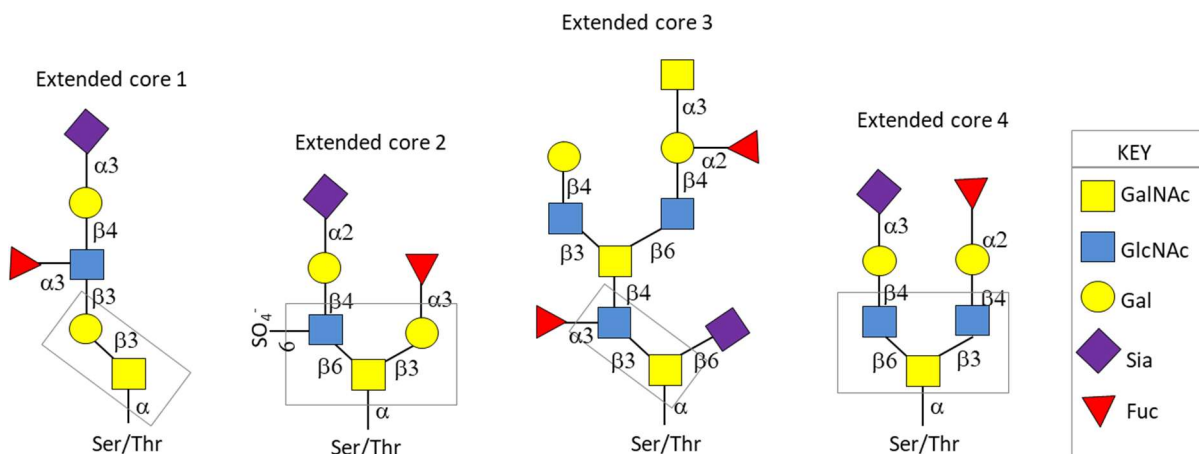 Extended core 1
α3
β4
α3
β3
β3
α
Ser/Thr
Extended core 2
α2
β4
α3
SO4-
6
β6
β3
α
Ser/Thr
Extended core 3
α3
α2
β4
β4
β3
β6
β4
α3
β3
β6
α
Ser/Thr
Extended core 4
α3
α2
β4
β4
β6
β3
α
Ser/Thr
KEY
GalNAc
GlcNAc
Gal
Sia
Fuc